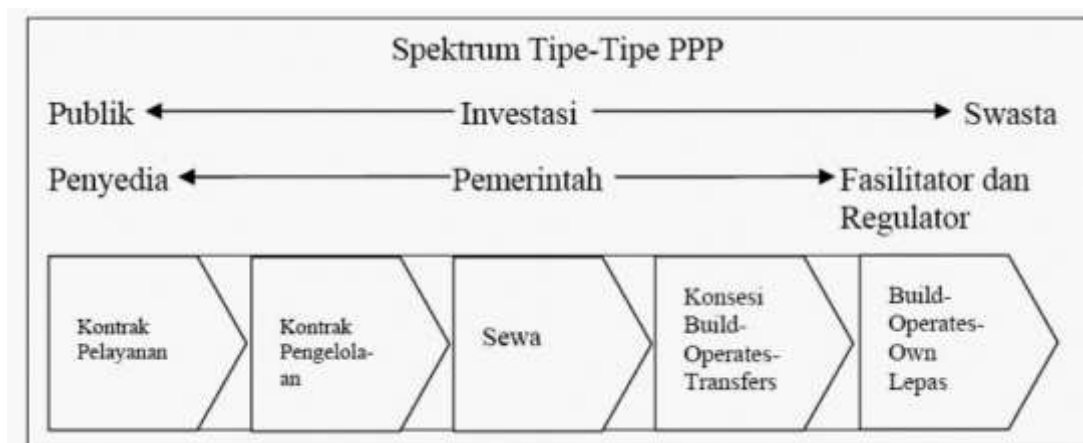 Spektrum Tipe-Tipe PPP
Publik Investasi Swasta
Penyedia Pemerintah Fasilitator dan
Regulator
Kontrak
Pelayanan
Kontrak
Pengelola-
an
Sewa
Konsesi
Build-
Operates-
Transfers
Build-
Operates-
Own
Lepas